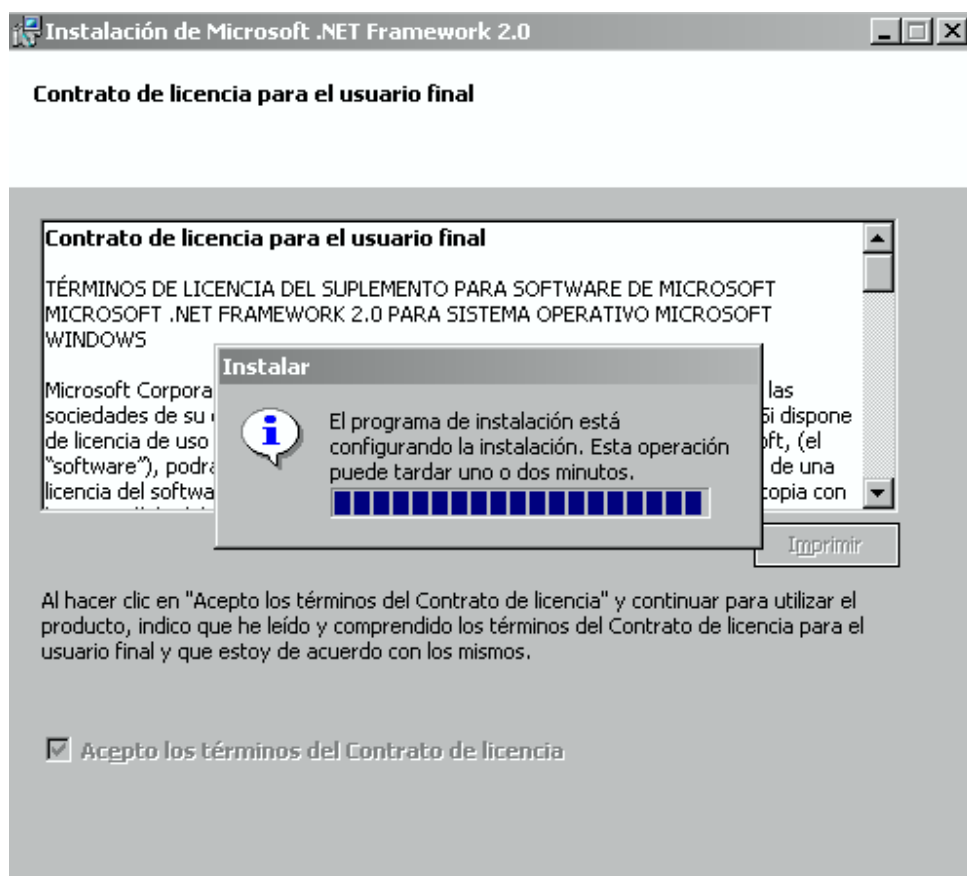 Instalación de Microsoft .NET Framework 2.0
Contrato de licencia para el usuario final
Contrato de licencia para el usuario final
TÉRMINOS DE LICENCIA DEL SUPLEMENTO PARA SOFTWARE DE MICROSOFT
MICROSOFT .NET FRAMEWORK 2.0 PARA SISTEMA OPERATIVO MICROSOFT
WINDOWS
Microsoft Corpora las
sociedades de su Si dispone
de licencia de uso oft, (el
"software"), podrá de una
licencia del softwa copia con
Instalar
El programa de instalación está
configurando la instalación. Esta operación
puede tardar uno o dos minutos.
Imprimir
Al hacer clic en "Acepto los términos del Contrato de licencia" y continuar para utilizar el
producto, indico que he leído y comprendido los términos del Contrato de licencia para el
usuario final y que estoy de acuerdo con los mismos.
Acepto los términos del Contrato de licencia